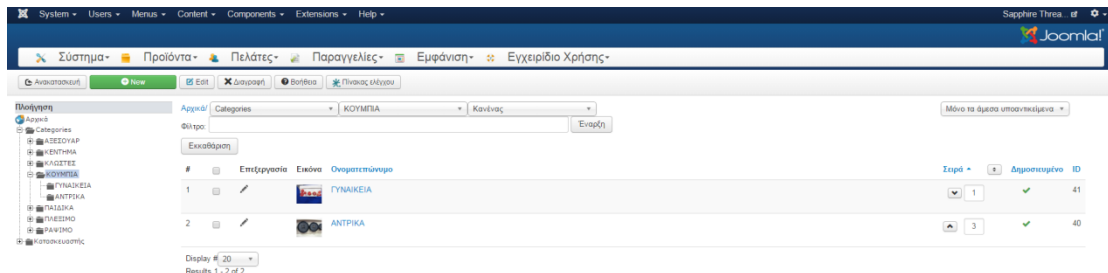 System Users Menus Content Components Extensions Help Sapphire Threa...
Joomla!
Σύστημα Προϊόντα Πελάτες Παραγγελίες Εμφάνιση Εγχειρίδιο Χρήσης
Ανακατασκευή New Edit Διαγραφή Βοήθεια Πίνακας ελέγχου
Πλοήγηση
Αρχικά
Categories
ΑΞΕΣΟΥΑΡ
ΚΕΝΤΗΜΑ
ΚΛΩΣΤΕΣ
ΚΟΥΜΠΙΑ
ΓΥΝΑΙΚΕΙΑ
ΑΝΤΡΙΚΑ
ΠΑΙΔΙΚΑ
ΠΛΕΞΙΜΟ
ΡΑΨΙΜΟ
Κατασκευαστής
Αρχικά/ Categories ΚΟΥΜΠΙΑ Κανένας Μόνο τα άμεσα υποαντικείμενα
Φίλτρο: Έναρξη
Εκκαθάριση
# Επεξεργασία Εικόνα Ονοματεπώνυμο Σειρά Δημοσιευμένο ID
1 ΓΥΝΑΙΚΕΙΑ 1 41
2 ΑΝΤΡΙΚΑ 3 40
Display # 20
Results 1 - 2 of 2